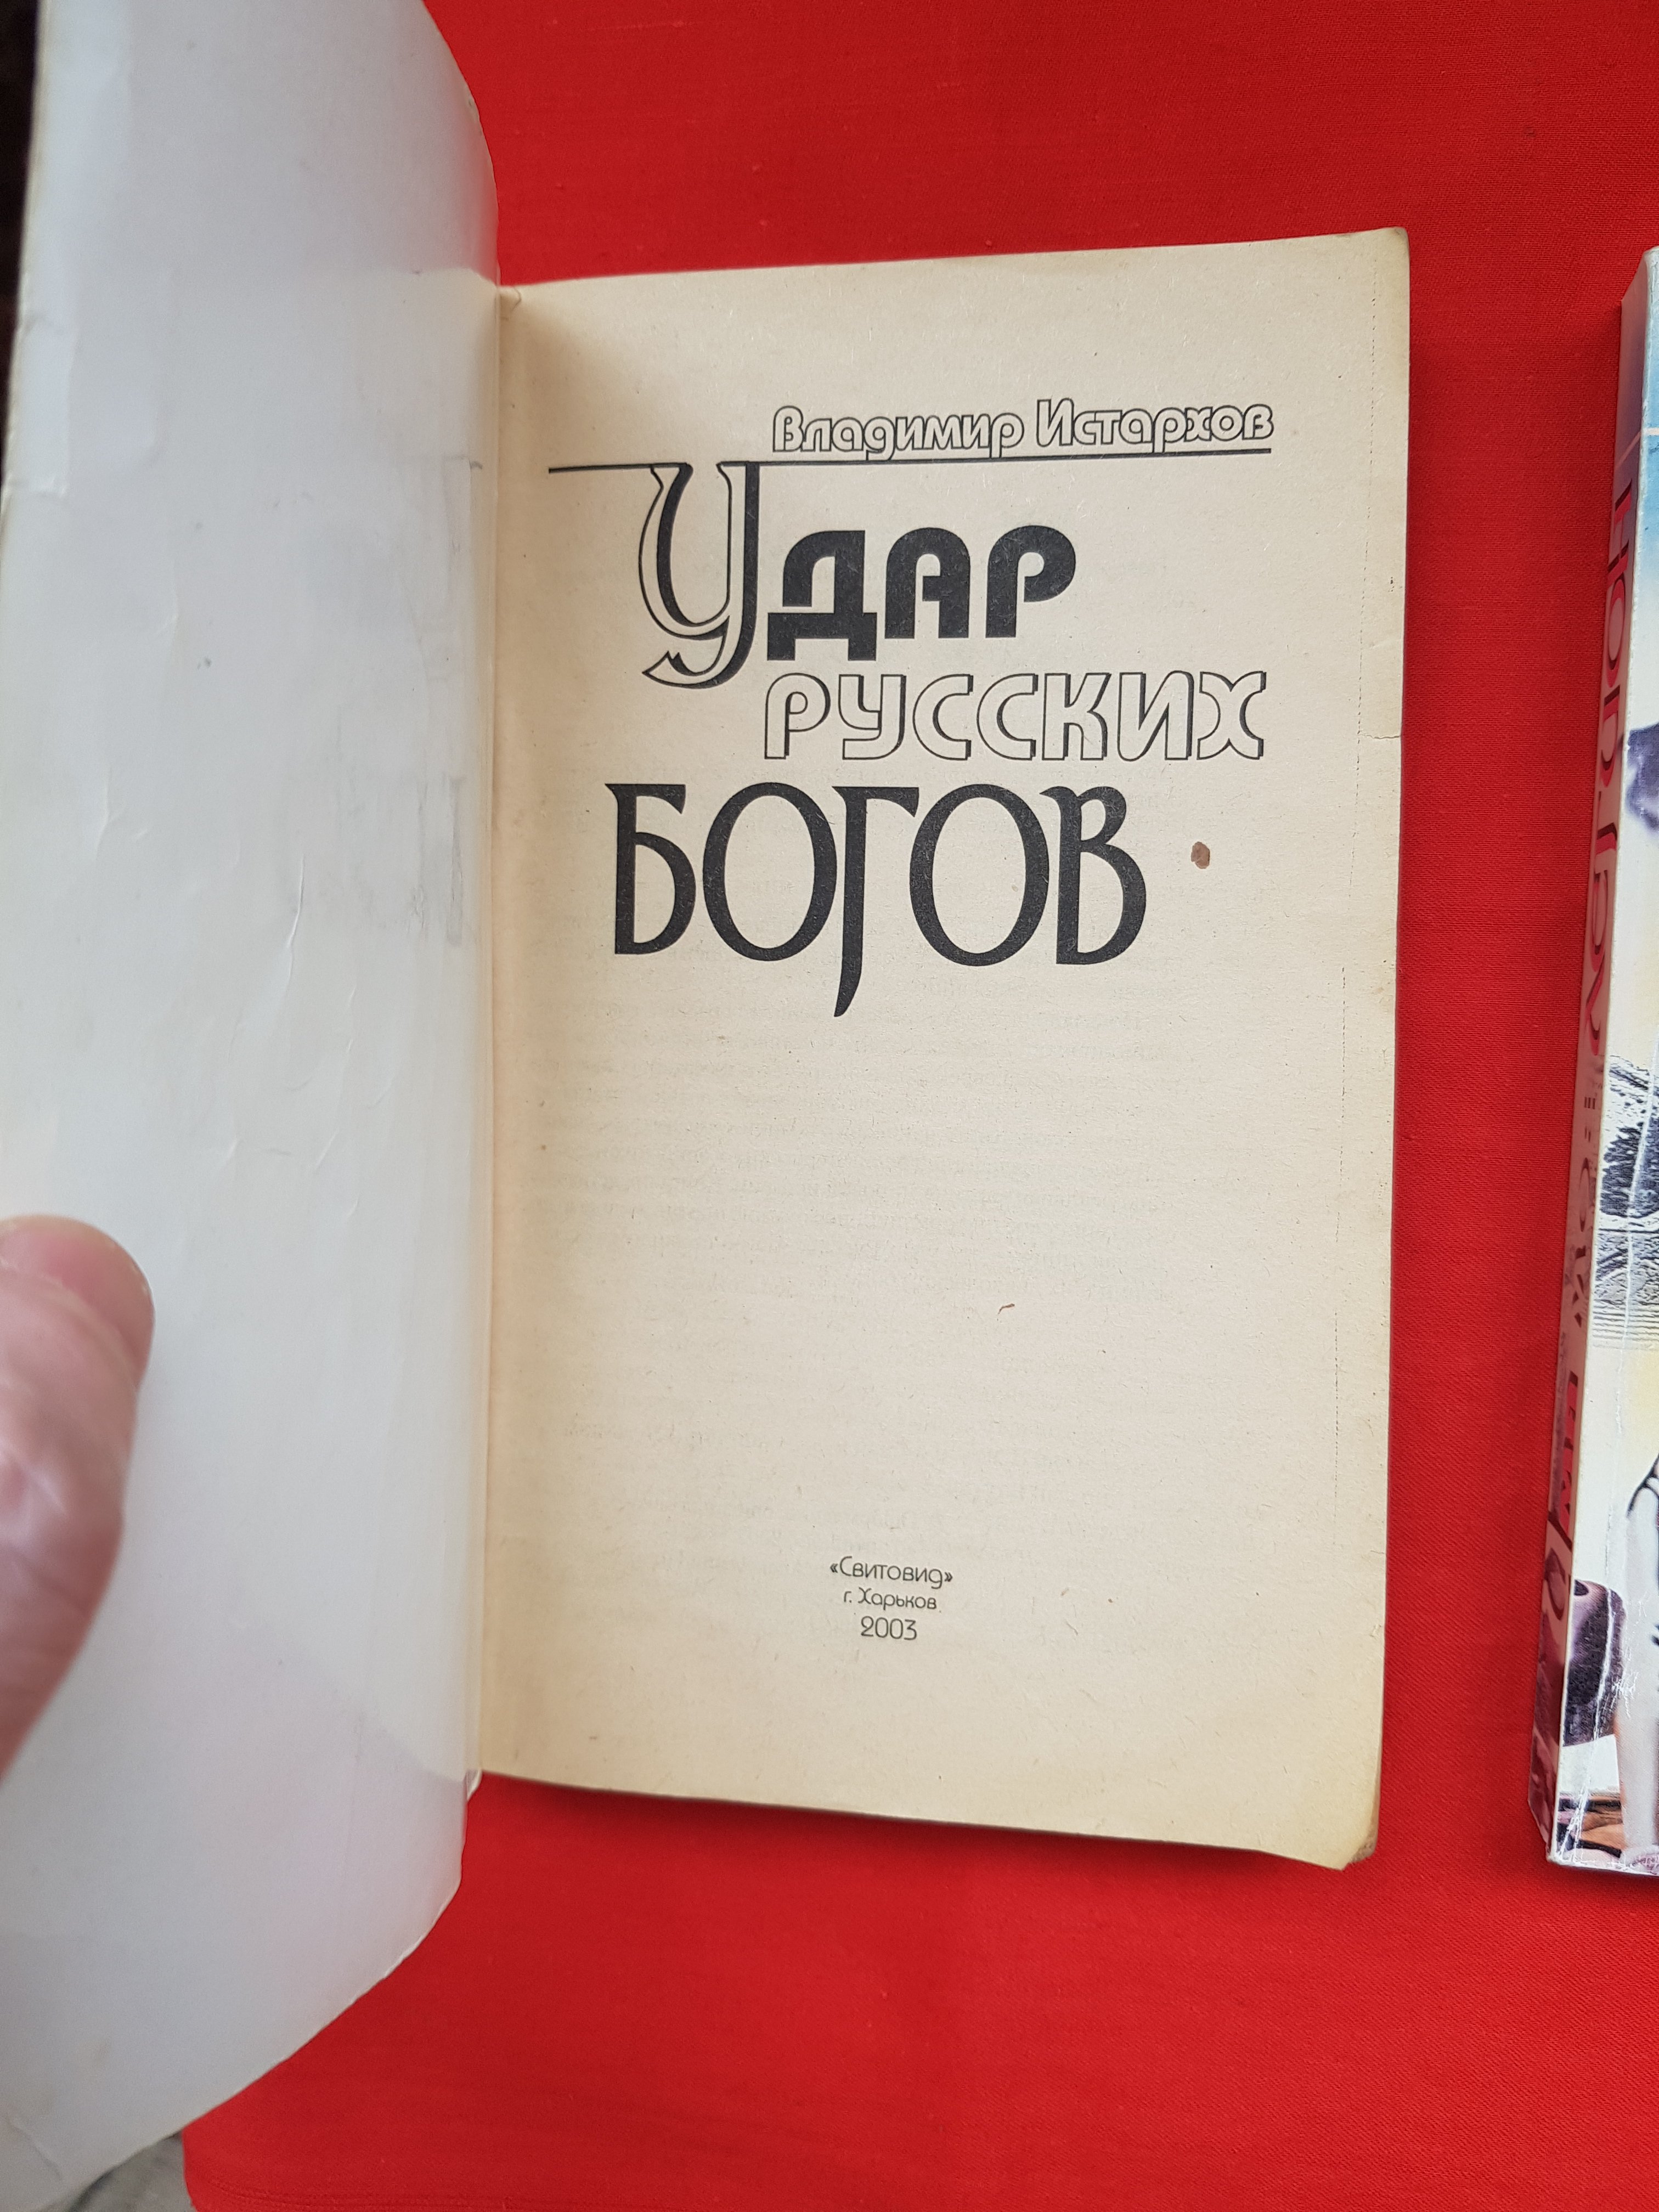 Владимир Истархов
Удар
русских
Богов
«Свитовид»
г. Харьков
2003